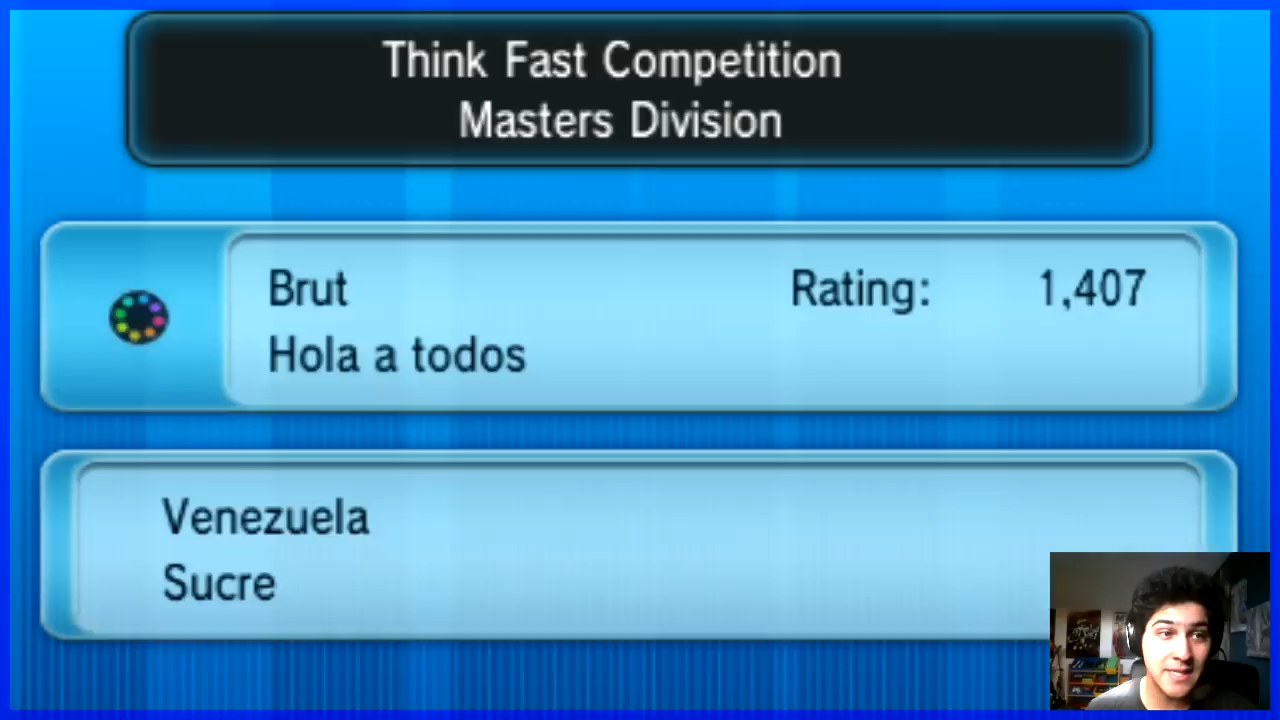 Think Fast Competition
Masters Division
Brut
Rating: 1,407
Hola a todos
Venezuela
Sucre